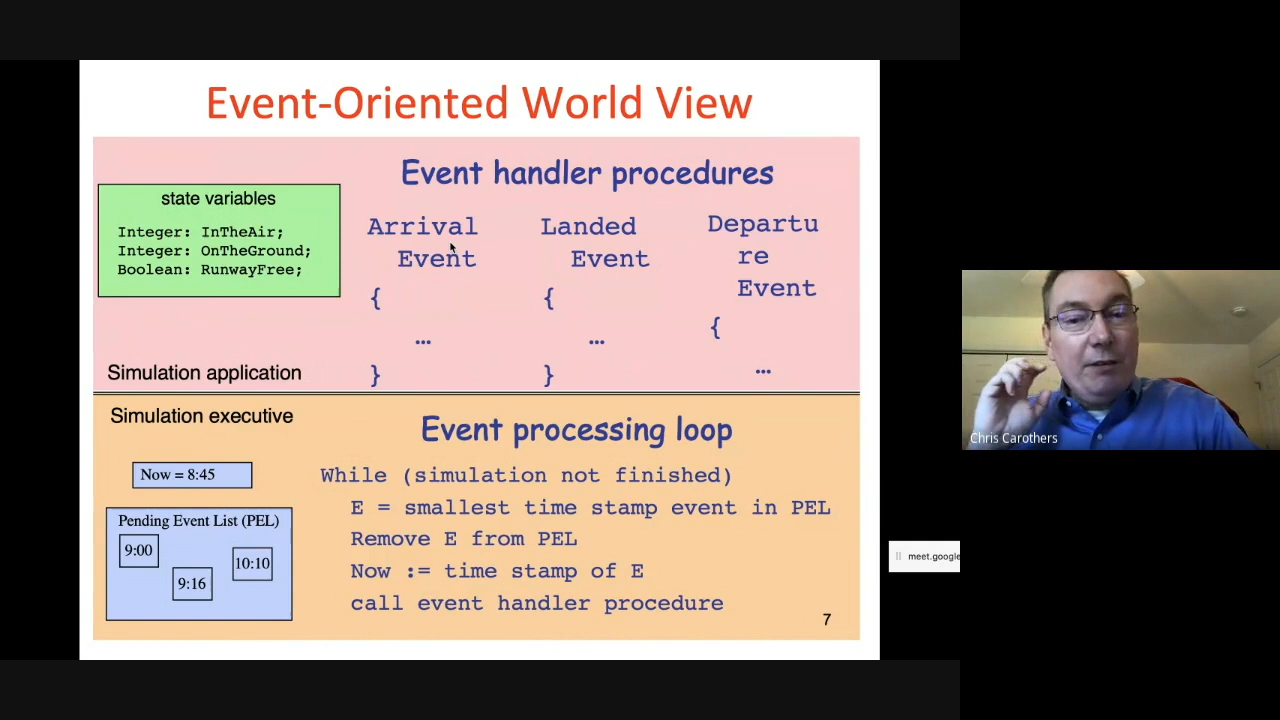 Event-Oriented World View
Event handler procedures
state variables
Integer: InTheAir;
Integer: OnTheGround;
Boolean: RunwayFree;
Arrival
Event
{
…
}
Landed
Event
{
…
}
Departu
re
Event
{
…
Simulation application
Simulation executive
Event processing loop
Now = 8:45
Pending Event List (PEL)
9:00
9:16
10:10
While (simulation not finished)
E = smallest time stamp event in PEL
Remove E from PEL
Now := time stamp of E
call event handler procedure
7
Chris Carothers
meet.google